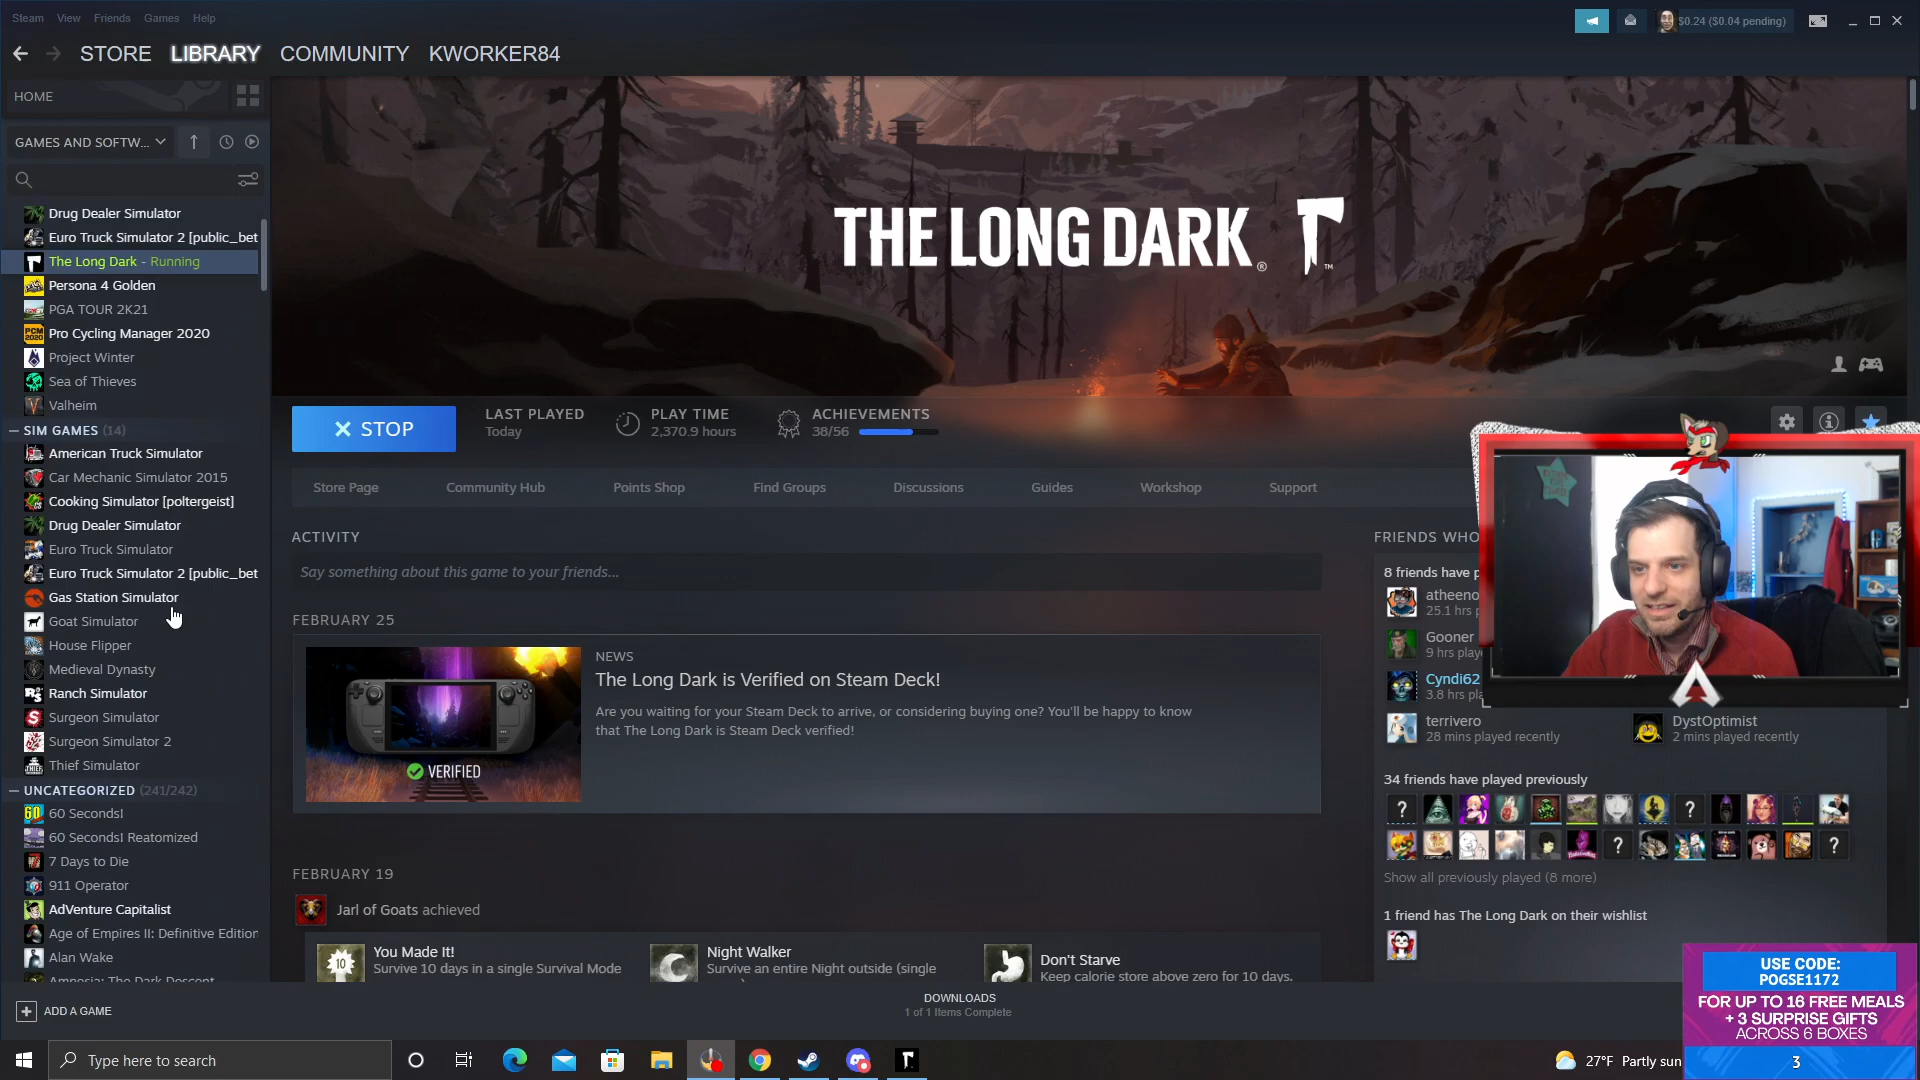 Steam View Friends Games Help
$0.24 ($0.04 pending)
STORE LIBRARY COMMUNITY KWORKER84
HOME
GAMES AND SOFTW...
Drug Dealer Simulator
Euro Truck Simulator 2 [public_bet
The Long Dark - Running
Persona 4 Golden
PGA TOUR 2K21
Pro Cycling Manager 2020
Project Winter
Sea of Thieves
Valheim
SIM GAMES (14)
American Truck Simulator
Car Mechanic Simulator 2015
Cooking Simulator [poltergeist]
Drug Dealer Simulator
Euro Truck Simulator
Euro Truck Simulator 2 [public_bet
Gas Station Simulator
Goat Simulator
House Flipper
Medieval Dynasty
Ranch Simulator
Surgeon Simulator
Surgeon Simulator 2
Thief Simulator
UNCATEGORIZED (241/242)
60 Seconds!
60 Seconds! Reatomized
7 Days to Die
911 Operator
AdVenture Capitalist
Age of Empires II: Definitive Edition
Alan Wake
Amnesia: The Dark Descent
ADD A GAME
THE LONG DARK
STOP
LAST PLAYED
Today
PLAY TIME
2,370.9 hours
ACHIEVEMENTS
38/56
Store Page Community Hub Points Shop Find Groups Discussions Guides Workshop Support
ACTIVITY
Say something about this game to your friends...
FEBRUARY 25
VERIFIED
NEWS
The Long Dark is Verified on Steam Deck!
Are you waiting for your Steam Deck to arrive, or considering buying one? You'll be happy to know
that The Long Dark is Steam Deck verified!
FEBRUARY 19
Jarl of Goats achieved
10
You Made It!
Survive 10 days in a single Survival Mode
Night Walker
Survive an entire Night outside (single
Don't Starve
Keep calorie store above zero for 10 days.
FRIENDS WHO
8 friends have p
atheeno
25.1 hrs p
Gooner
9 hrs play
Cyndi62
3.8 hrs pla
terrivero
28 mins played recently
DystOptimist
2 mins played recently
34 friends have played previously
Show all previously played (8 more)
1 friend has The Long Dark on their wishlist
DOWNLOADS
1 of 1 Items Complete
USE CODE:
POGSE1172
FOR UP TO 16 FREE MEALS
+ 3 SURPRISE GIFTS
ACROSS 6 BOXES
3
Type here to search
27°F Partly sun